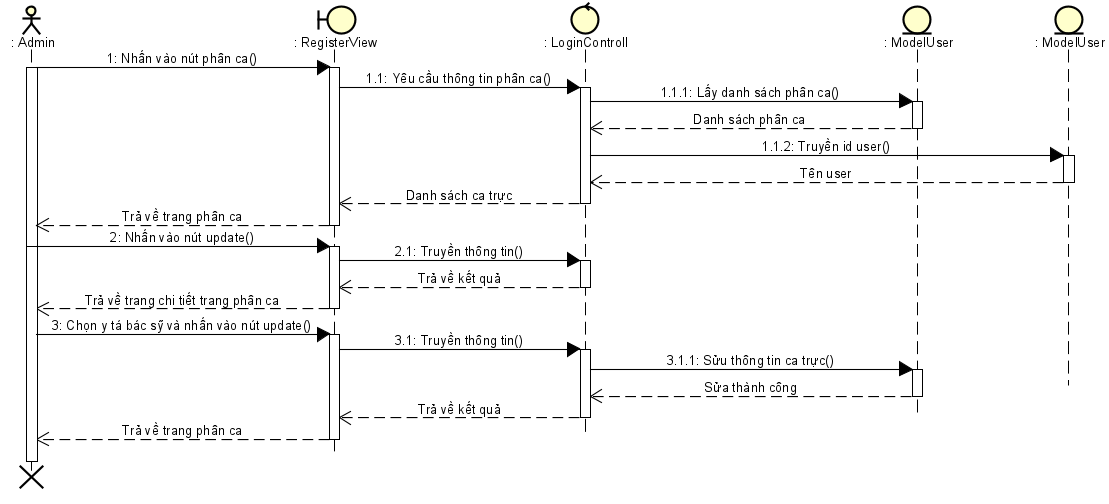 : Admin
: RegisterView
: LoginControll
: ModelUser
: ModelUser
1: Nhấn vào nút phân ca()
1.1: Yêu cầu thông tin phân ca()
1.1.1: Lấy danh sách phân ca()
Danh sách phân ca
1.1.2: Truyền id user()
Tên user
Danh sách ca trực
Trả về trang phân ca
2: Nhấn vào nút update()
2.1: Truyền thông tin()
Trả về kết quả
Trả về trang chi tiết trang phân ca
3: Chọn y tá bác sỹ và nhấn vào nút update()
3.1: Truyền thông tin()
3.1.1: Sửu thông tin ca trực()
Sửa thành công
Trả về kết quả
Trả về trang phân ca